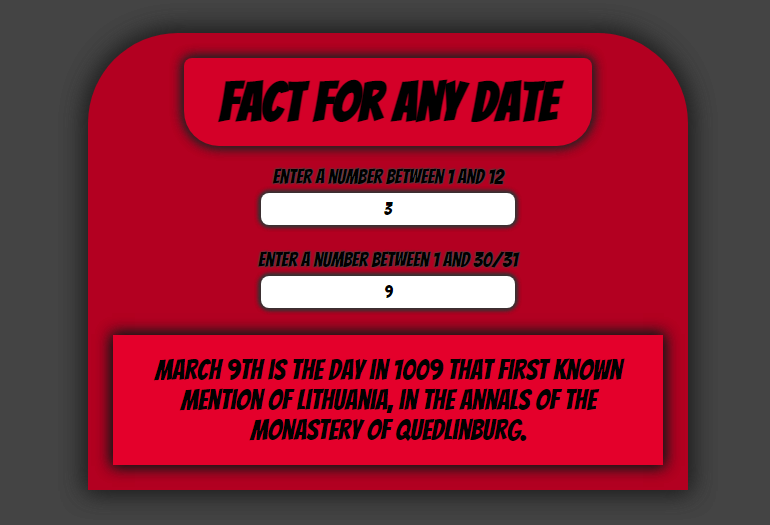 FACT FOR ANY DATE
ENTER A NUMBER BETWEEN 1 AND 12
3
ENTER A NUMBER BETWEEN 1 AND 30/31
9
MARCH 9TH IS THE DAY IN 1009 THAT FIRST KNOWN
MENTION OF LITHUANIA, IN THE ANNALS OF THE
MONASTERY OF QUEDLINBURG.